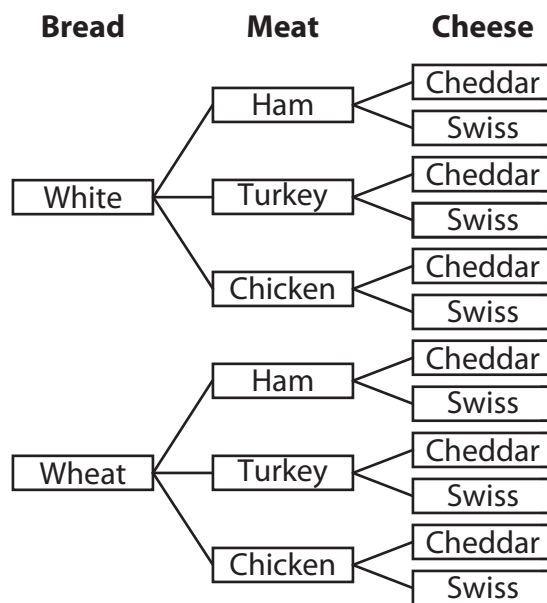 Bread Meat Cheese
Cheddar
Ham
Swiss
Cheddar
White Turkey
Swiss
Cheddar
Chicken
Swiss
Cheddar
Ham
Swiss
Cheddar
Wheat Turkey
Swiss
Cheddar
Chicken
Swiss